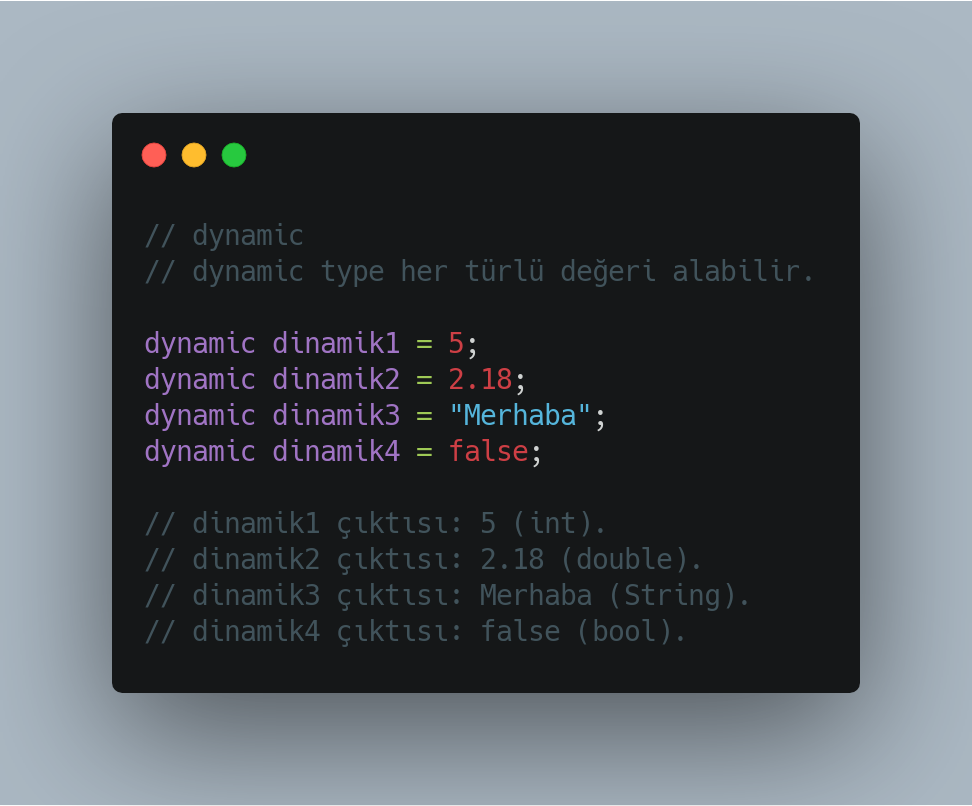 // dynamic
// dynamic type her türlü değeri alabilir.
dynamic dinamik1 = 5;
dynamic dinamik2 = 2.18;
dynamic dinamik3 = "Merhaba";
dynamic dinamik4 = false;
// dinamik1 çıktısı: 5 (int).
// dinamik2 çıktısı: 2.18 (double).
// dinamik3 çıktısı: Merhaba (String).
// dinamik4 çıktısı: false (bool).